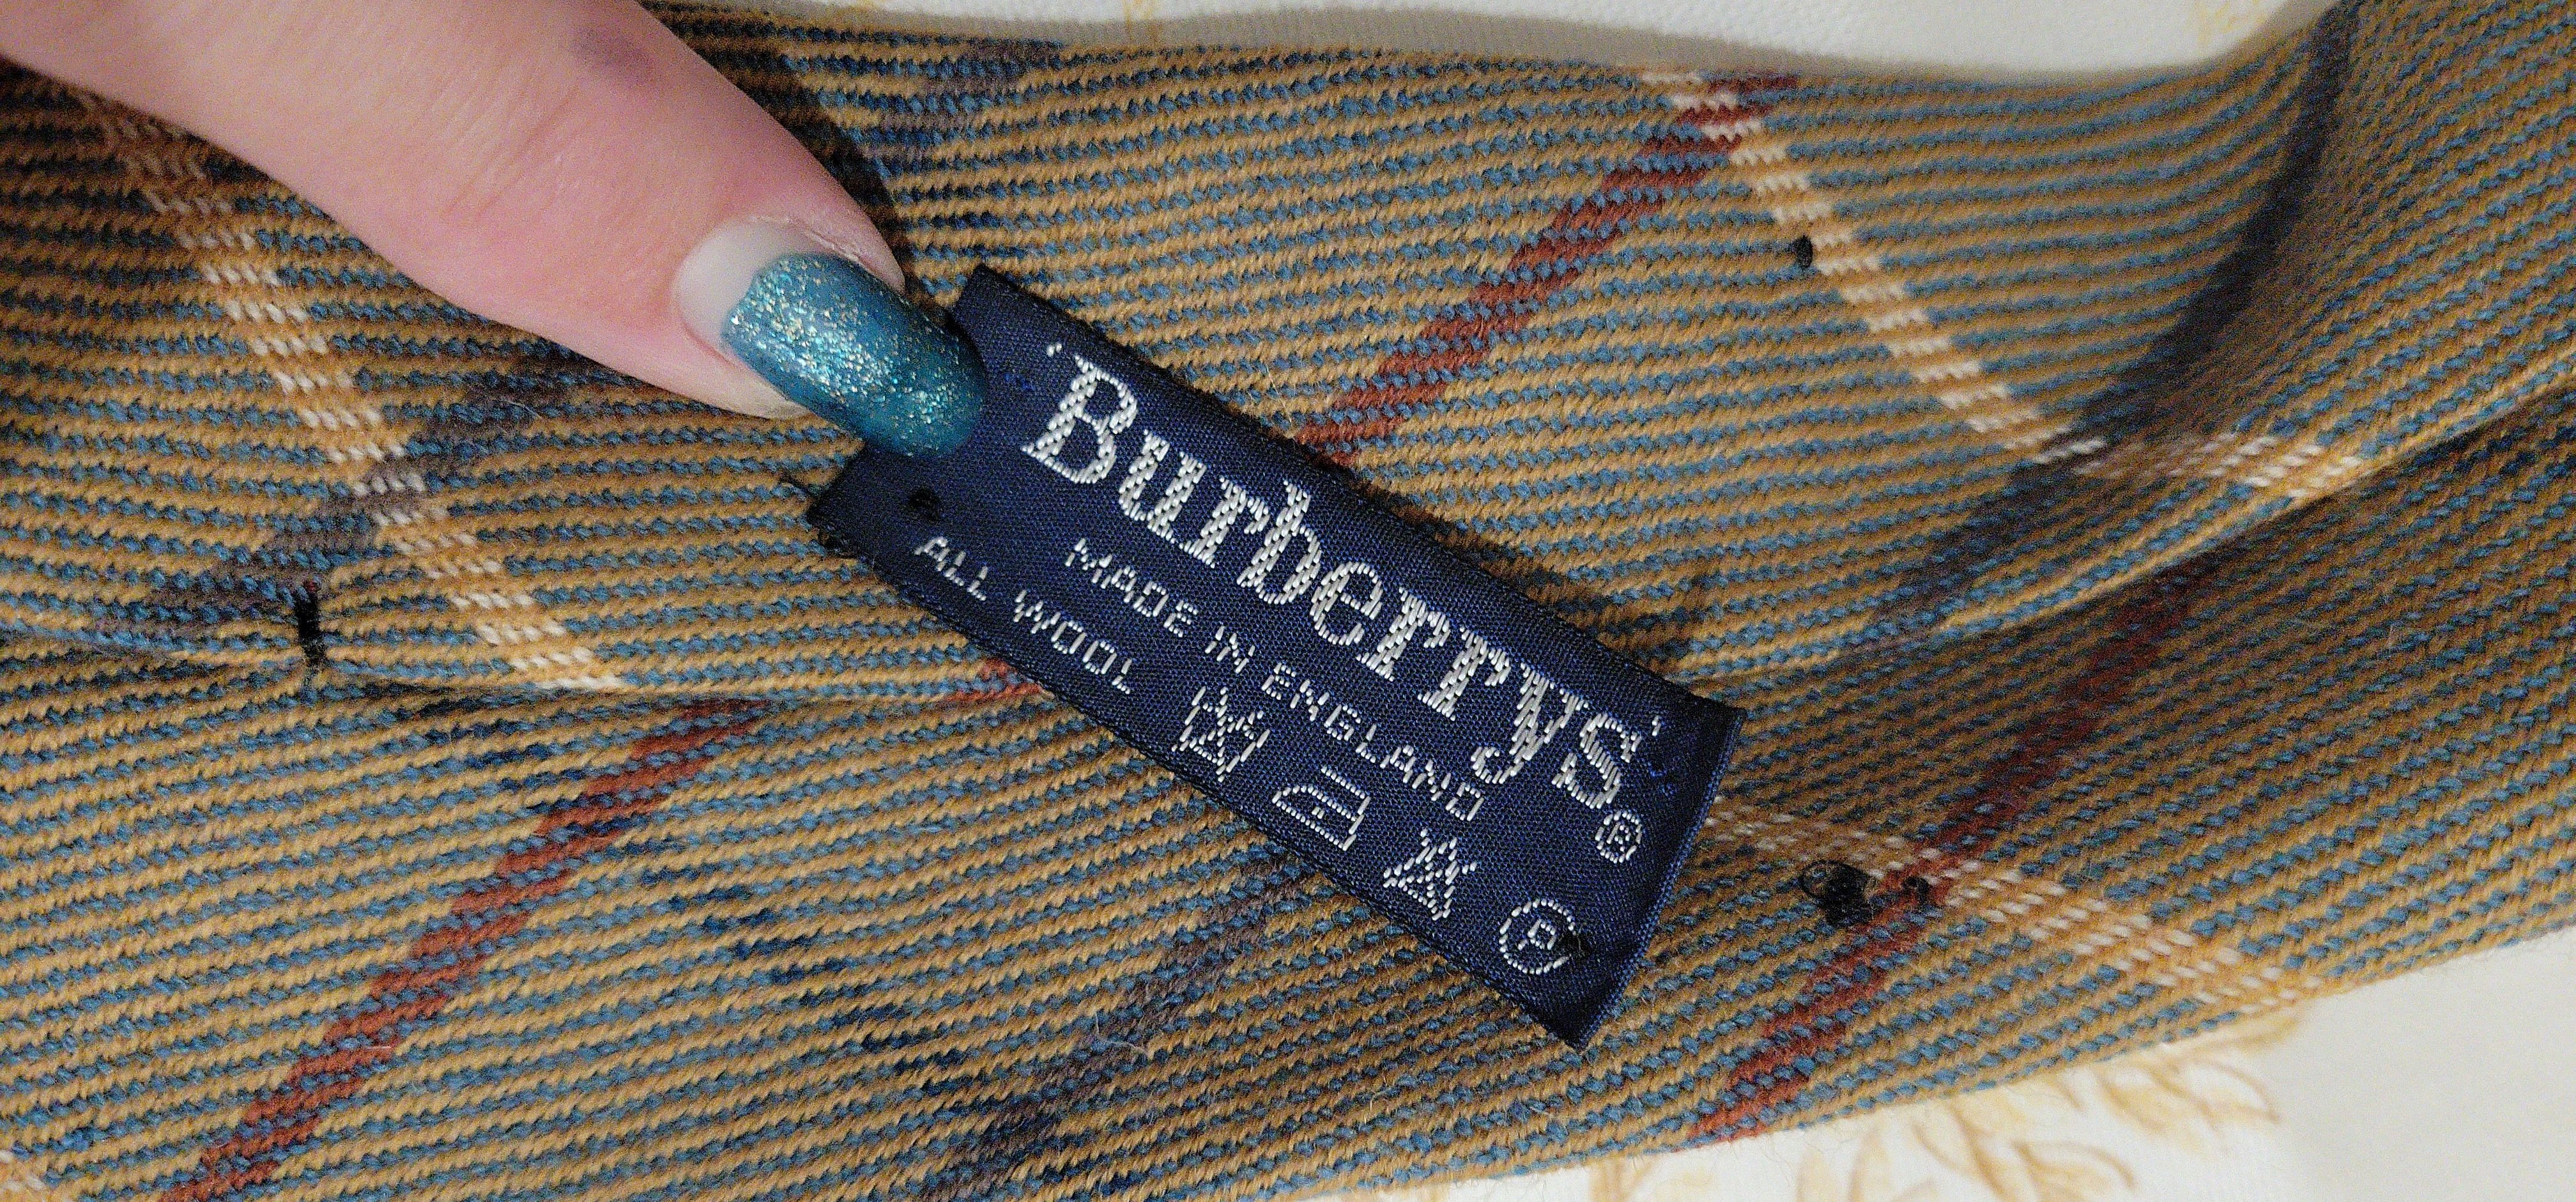 'Burberrys'®
MADE IN ENGLAND
ALL WOOL Ⓟ